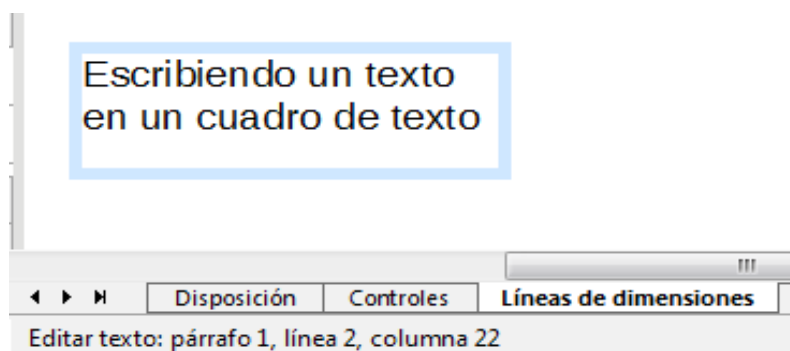 Escribiendo un texto
en un cuadro de texto
Disposición Controles Líneas de dimensiones
Editar texto: párrafo 1, línea 2, columna 22